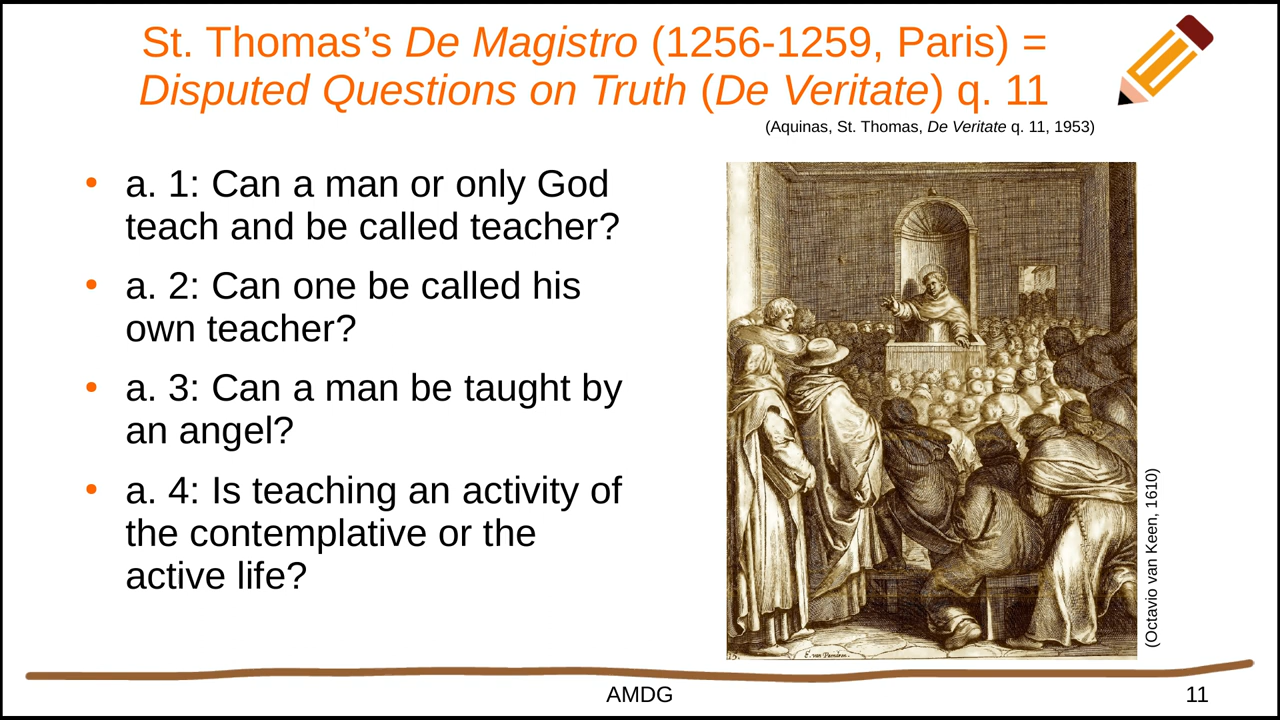 St. Thomas’s De Magistro (1256-1259, Paris) =
Disputed Questions on Truth (De Veritate) q. 11
(Aquinas, St. Thomas, De Veritate q. 11, 1953)
• a. 1: Can a man or only God
teach and be called teacher?
• a. 2: Can one be called his
own teacher?
• a. 3: Can a man be taught by
an angel?
• a. 4: Is teaching an activity of
the contemplative or the
active life?
(Octavio van Keen, 1610)
AMDG
11